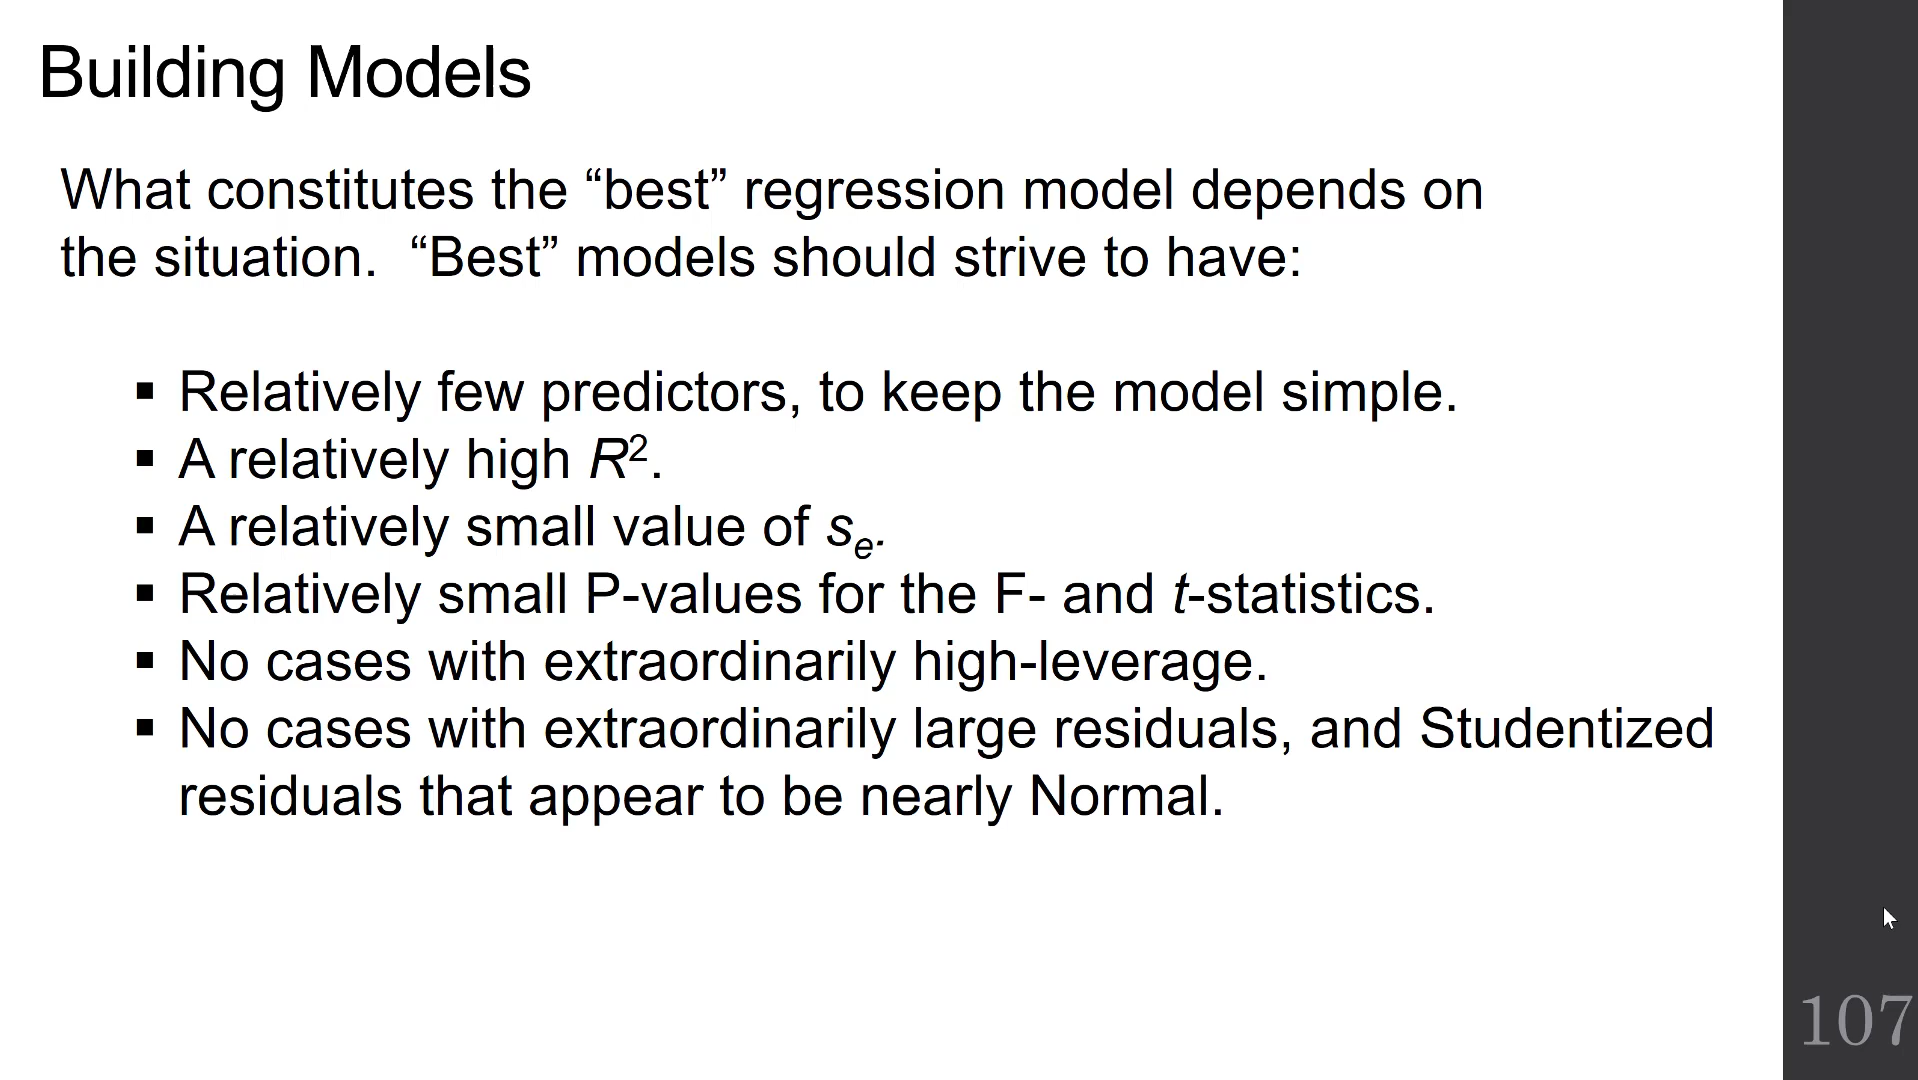 Building Models
What constitutes the “best” regression model depends on
the situation.  “Best” models should strive to have:
▪ Relatively few predictors, to keep the model simple.
▪ A relatively high R².
▪ A relatively small value of sₑ.
▪ Relatively small P-values for the F- and t-statistics.
▪ No cases with extraordinarily high-leverage.
▪ No cases with extraordinarily large residuals, and Studentized
residuals that appear to be nearly Normal.
107